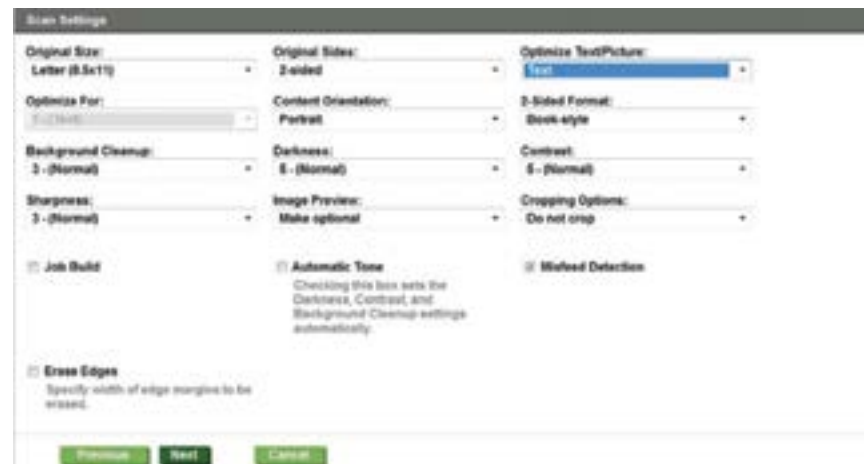 Scan Settings
Original Size:
Letter (8.5x11)
Original Sides:
2-sided
Optimize Text/Picture:
Text
Optimize For:
Content Orientation:
Portrait
2-Sided Format:
Book-style
Background Cleanup:
3 - (Normal)
Darkness:
5 - (Normal)
Contrast:
5 - (Normal)
Sharpness:
3 - (Normal)
Image Preview:
Make optional
Cropping Options:
Do not crop
Job Build
Automatic Tone
Checking this box sets the
Darkness, Contrast, and
Background Cleanup settings
automatically.
Misfeed Detection
Erase Edges
Specify width of edge margins to be
erased.
Previous
Next
Cancel